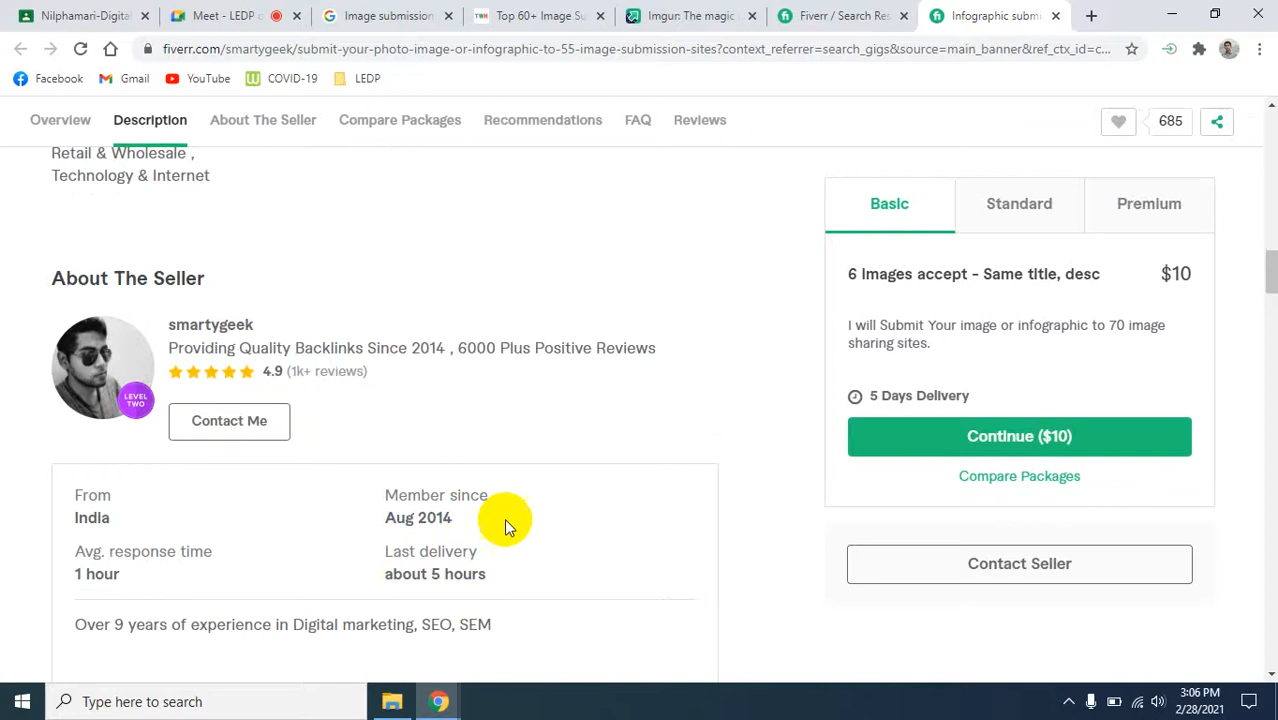 Nilphamari-Digital
Meet - LEDP
Image submission
Top 60+ Image Su
Imgur: The magic
Fiverr / Search Res
Infographic subm
fiverr.com/smartygeek/submit-your-photo-image-or-infographic-to-55-image-submission-sites?context_referrer=search_gigs&source=main_banner&ref_ctx_id=c...
Facebook
Gmail
YouTube
COVID-19
LEDP
Overview
Description
About The Seller
Compare Packages
Recommendations
FAQ
Reviews
685
Retail & Wholesale ,
Technology & Internet
Basic
Standard
Premium
6 images accept - Same title, desc
$10
I will Submit Your image or infographic to 70 image
sharing sites.
5 Days Delivery
Continue ($10)
Compare Packages
Contact Seller
About The Seller
smartygeek
Providing Quality Backlinks Since 2014 , 6000 Plus Positive Reviews
4.9 (1k+ reviews)
LEVEL
TWO
Contact Me
From
India
Member since
Aug 2014
Avg. response time
1 hour
Last delivery
about 5 hours
Over 9 years of experience in Digital marketing, SEO, SEM
Type here to search
3:06 PM
2/28/2021